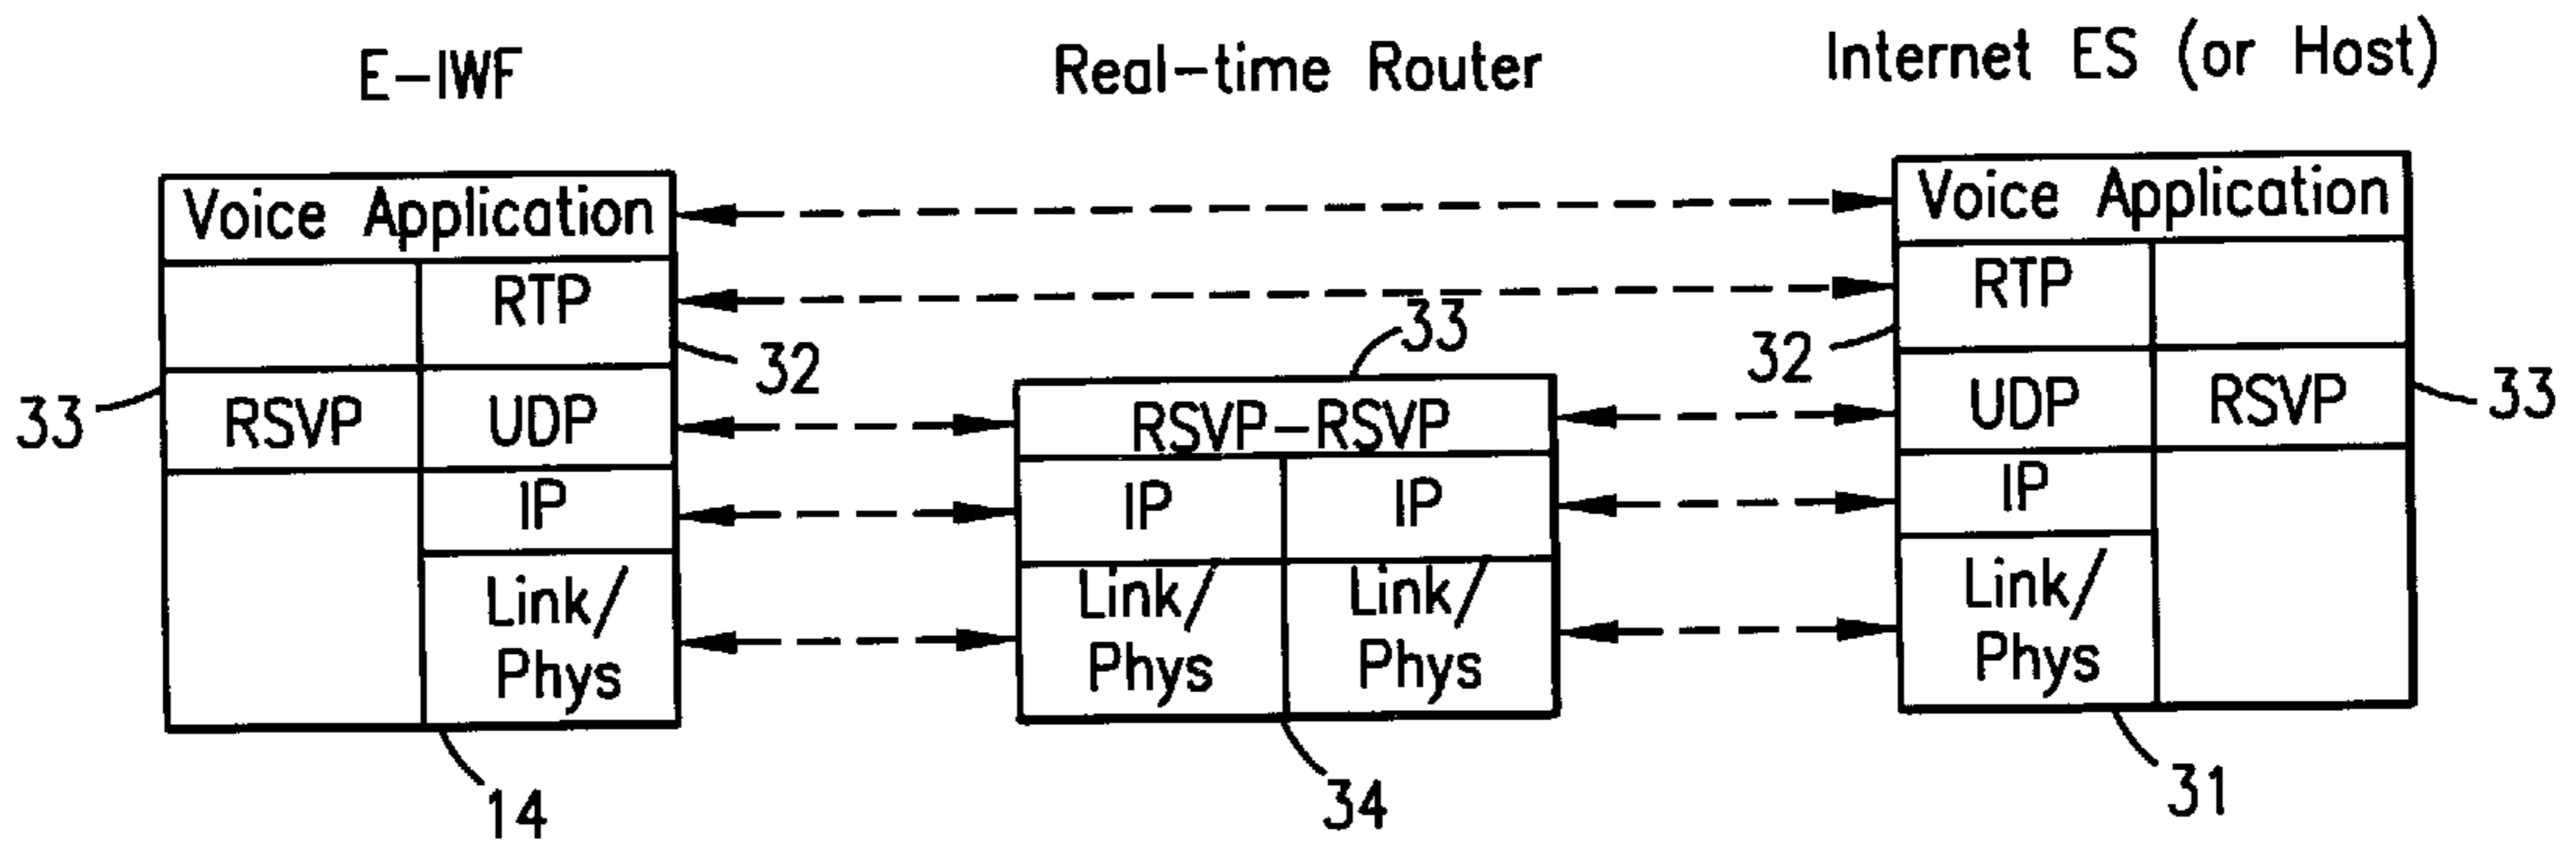 E-IWF
Real-time Router
Internet ES (or Host)
Voice Application
RTP
32
33
RSVP
UDP
IP
Link/
Phys
14
33
RSVP-RSVP
IP
IP
Link/
Link/
Phys
Phys
34
Voice Application
RTP
32
UDP
RSVP
33
IP
Link/
Phys
31